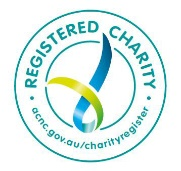 REGISTERED CHARITY
acnc.gov.au/charityregister